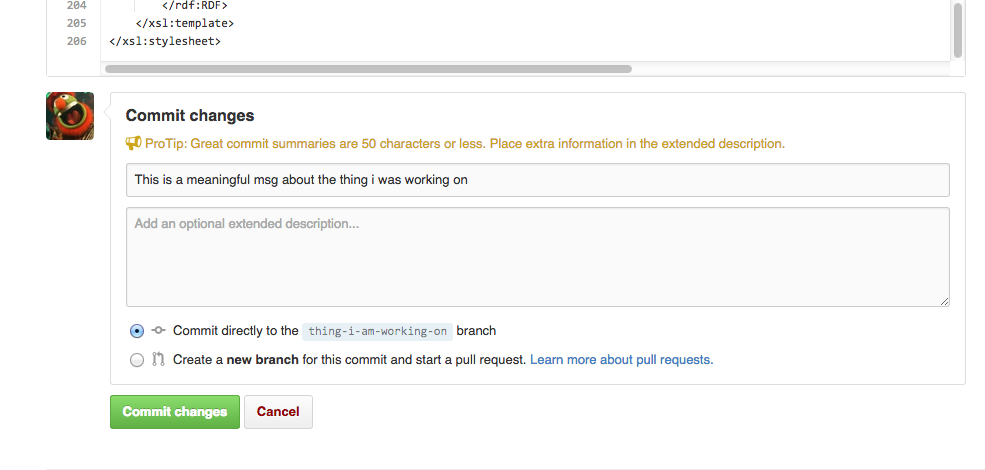 204 </rdf:RDF>
205 </xsl:template>
206 </xsl:stylesheet>
Commit changes
ProTip: Great commit summaries are 50 characters or less. Place extra information in the extended description.
This is a meaningful msg about the thing i was working on
Add an optional extended description...
Commit directly to the thing-i-am-working-on branch
Create a new branch for this commit and start a pull request. Learn more about pull requests.
Commit changes Cancel